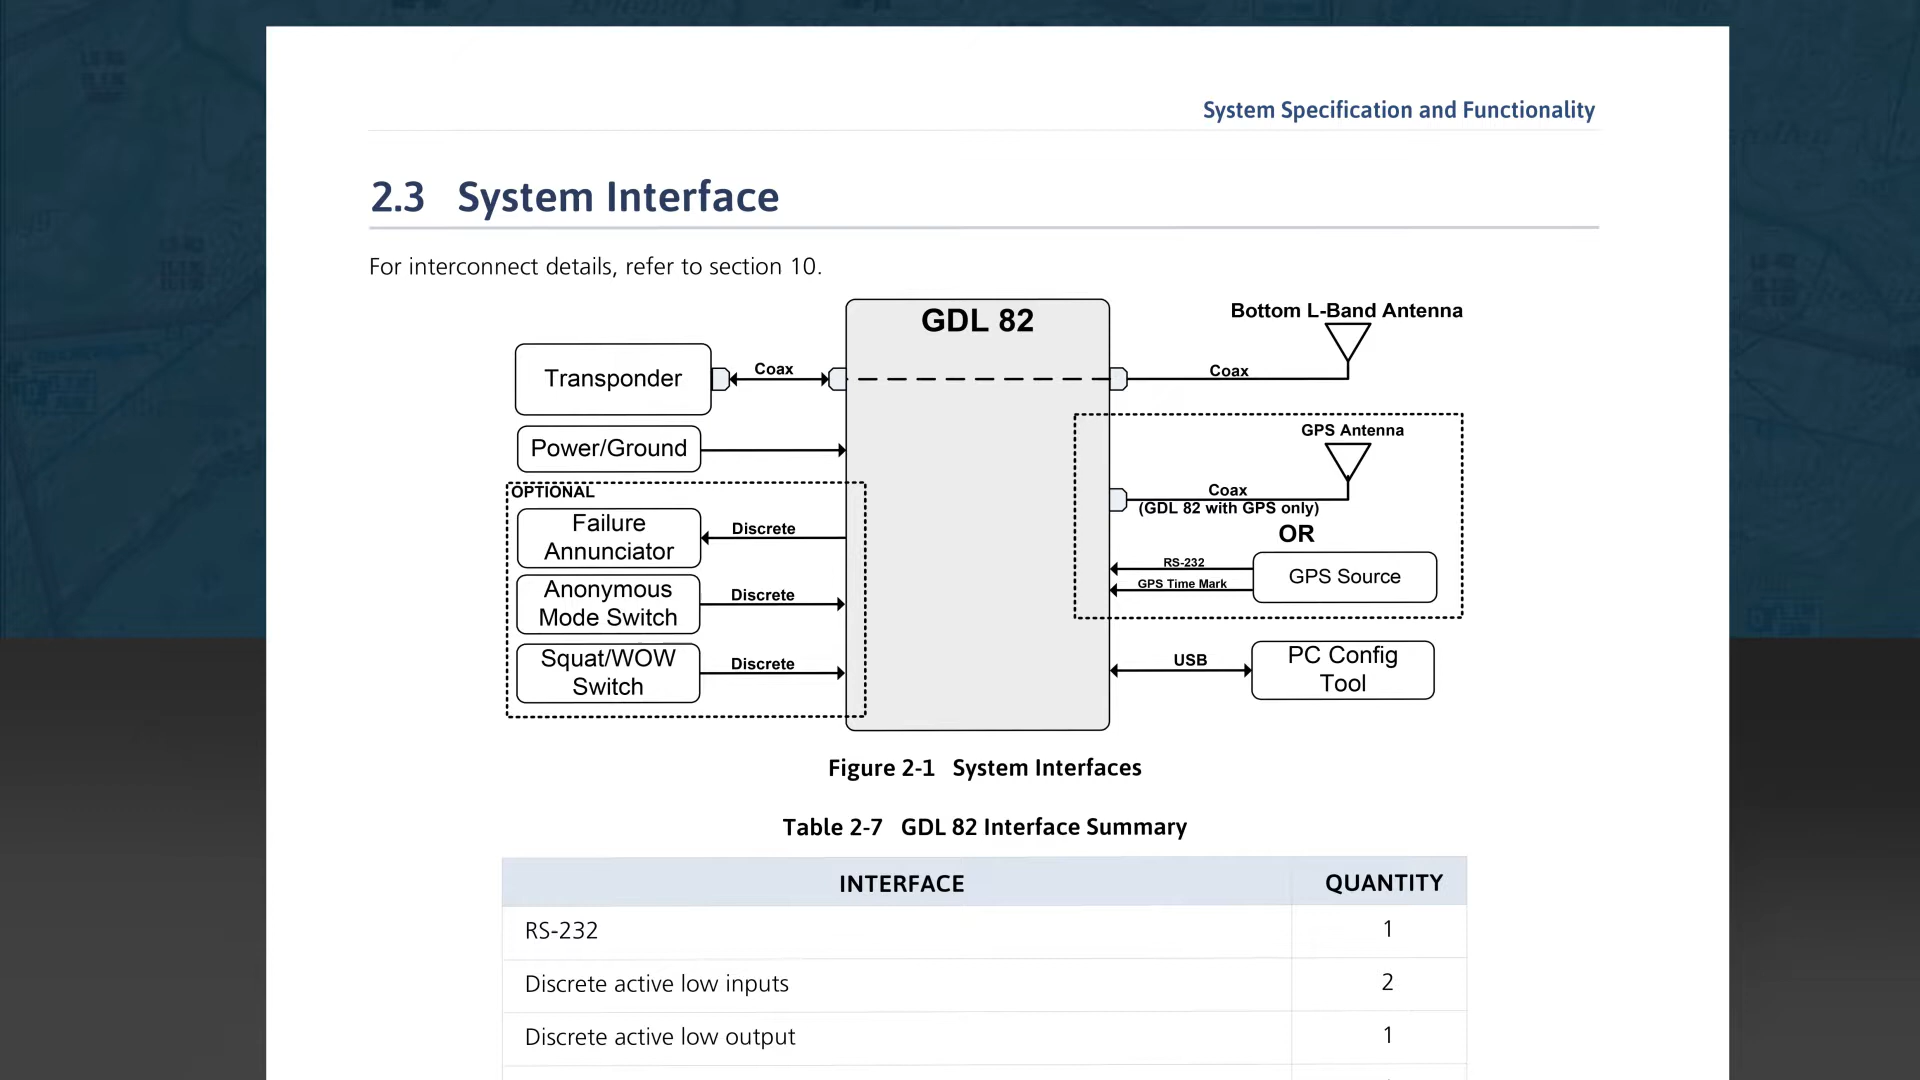 System Specification and Functionality
2.3 System Interface
For interconnect details, refer to section 10.
GDL 82
Bottom L-Band Antenna
Transponder
Coax
Coax
Power/Ground
GPS Antenna
OPTIONAL
Coax
(GDL 82 with GPS only)
Failure
Annunciator
Discrete
OR
RS-232
GPS Time Mark
GPS Source
Anonymous
Mode Switch
Discrete
Squat/WOW
Switch
Discrete
USB
PC Config
Tool
Figure 2-1 System Interfaces
Table 2-7 GDL 82 Interface Summary
INTERFACE QUANTITY
RS-232 1
Discrete active low inputs 2
Discrete active low output 1